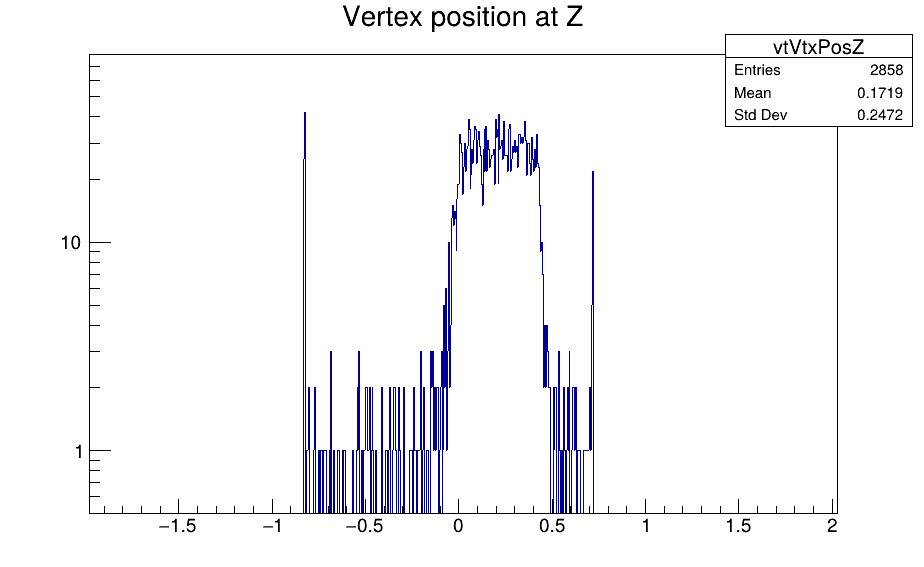 Vertex position at Z
vtVtxPosZ
Entries 2858
Mean 0.1719
Std Dev 0.2472
10
1
−1.5 −1 −0.5 0 0.5 1 1.5 2